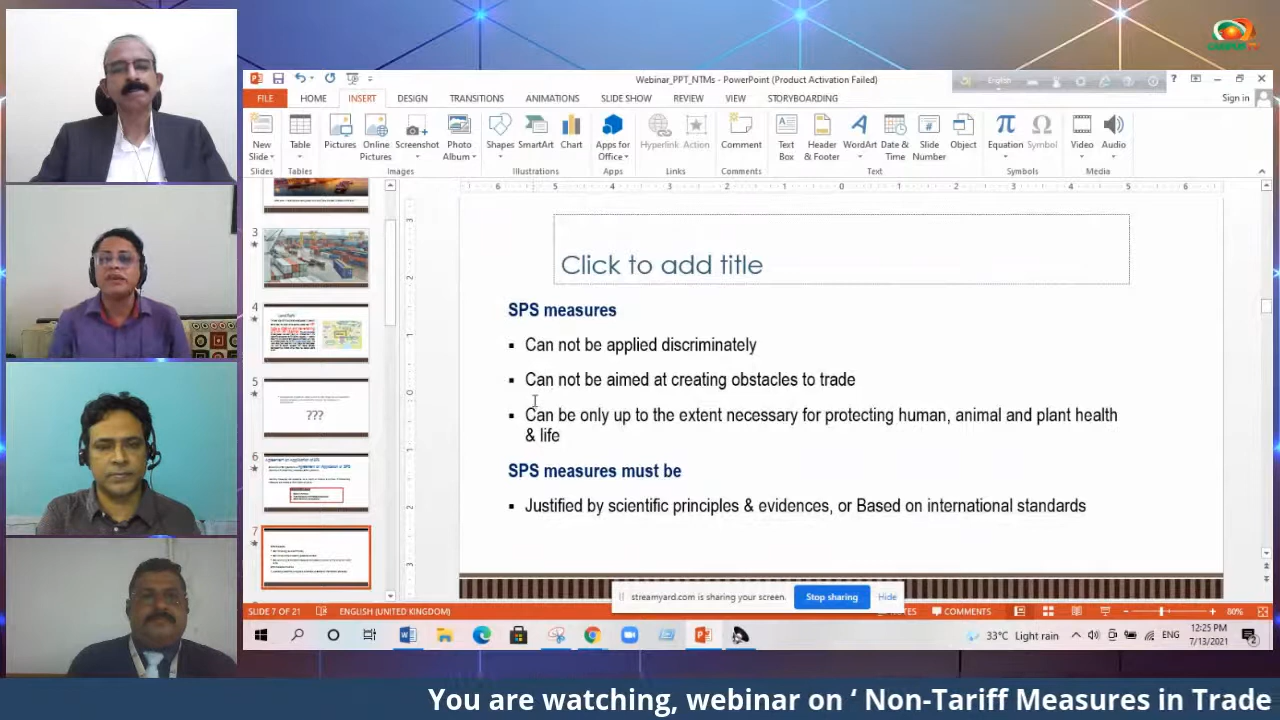 Webinar_PPT_NTMs - PowerPoint (Product Activation Failed)
English
FILE HOME INSERT DESIGN TRANSITIONS ANIMATIONS SLIDE SHOW REVIEW VIEW STORYBOARDING Sign in
New Slide Table Pictures Online Pictures Screenshot Photo Album Shapes SmartArt Chart Apps for Office Hyperlink Action Comment Text Box Header & Footer WordArt Date & Time Slide Number Object Equation Symbol Video Audio
Slides Tables Images Illustrations Apps Links Comments Text Symbols Media
3
4
5
???
6
7
Click to add title
SPS measures
Can not be applied discriminately
Can not be aimed at creating obstacles to trade
Can be only up to the extent necessary for protecting human, animal and plant health
& life
SPS measures must be
Justified by scientific principles & evidences, or Based on international standards
streamyard.com is sharing your screen. Stop sharing Hide
SLIDE 7 OF 21 ENGLISH (UNITED KINGDOM) COMMENTS 80%
33°C Light rain ENG 12:25 PM
7/13/2021
You are watching, webinar on ‘ Non-Tariff Measures in Trade